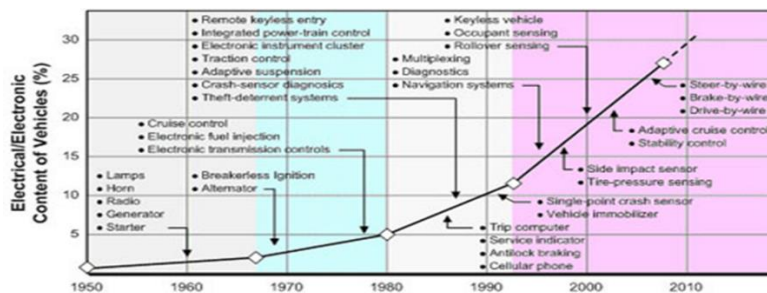 Electrical/Electronic
Content of Vehicles (%)
30
25
20
15
10
5
• Remote keyless entry
• Integrated power-train control
• Electronic instrument cluster
• Traction control
• Adaptive suspension
• Crash-sensor diagnostics
• Theft-deterrent systems
• Keyless vehicle
• Occupant sensing
• Rollover sensing
• Multiplexing
• Diagnostics
• Navigation systems
• Steer-by-wire
• Brake-by-wire
• Drive-by-wire
• Cruise control
• Electronic fuel injection
• Electronic transmission controls
• Adaptive cruise control
• Stability control
• Lamps
• Horn
• Radio
• Generator
• Starter
• Breakerless Ignition
• Alternator
• Side impact sensor
• Tire-pressure sensing
• Single-point crash sensor
• Vehicle immobilizer
• Trip computer
• Service indicator
• Antilock braking
• Cellular phone
1950
1960
1970
1980
1990
2000
2010